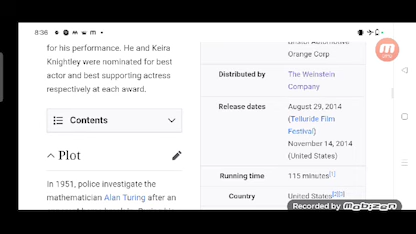 8:36
for his performance. He and Keira
Knightley were nominated for best
actor and best supporting actress
respectively at each award.
Contents
Plot
In 1951, police investigate the
mathematician Alan Turing after an
Orange Corp
Distributed by The Weinstein
Company
Release dates August 29, 2014
(Telluride Film
Festival)
November 14, 2014
(United States)
Running time 115 minutes[1]
Country United States
Recorded by mobizen